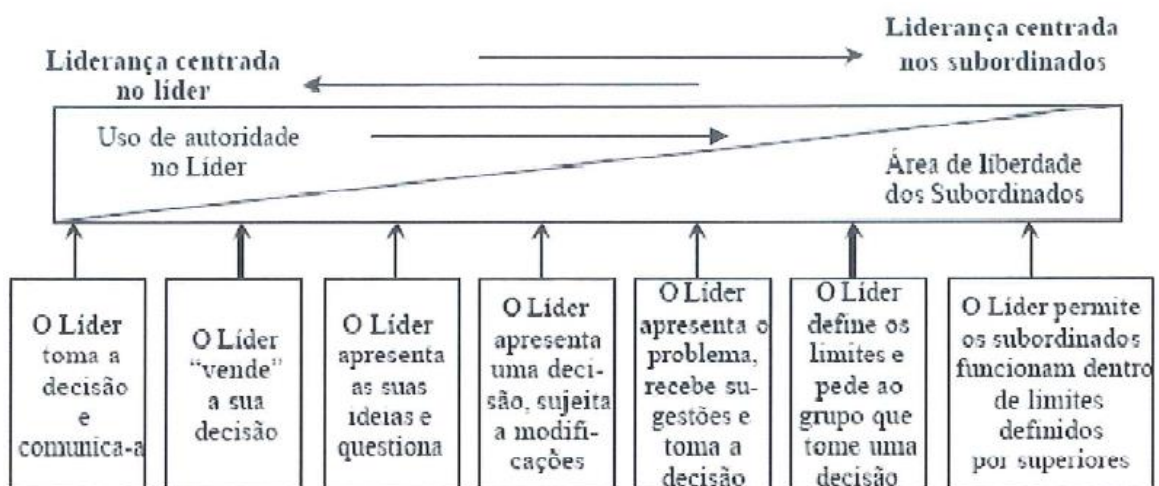 Liderança centrada
no líder
Liderança centrada
nos subordinados
Uso de autoridade
no Líder
Área de liberdade
dos Subordinados
O Líder
toma a
decisão
e
comunica-a
O Líder
“vende”
a sua
decisão
O Líder
apresenta
as suas
ideias e
questiona
O Líder
apresenta
uma deci-
são, sujeita
a modifi-
cações
O Líder
apresenta o
problema,
recebe su-
gestões e
toma a
decisão
O Líder
define os
limites e
pede ao
grupo que
tome uma
decisão
O Líder permite
os subordinados
funcionam dentro
de limites
definidos
por superiores